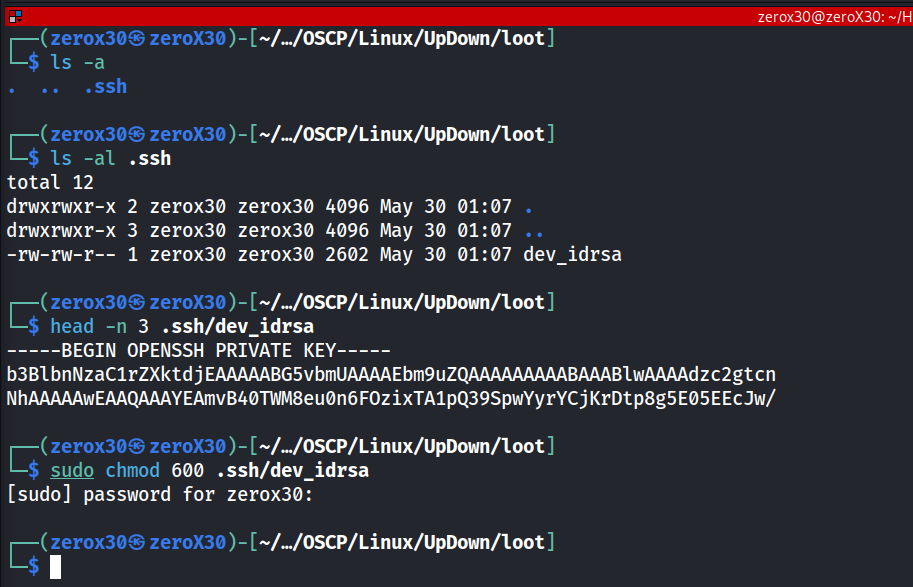 zerox30@zeroX30: ~/H
┌──(zerox30㉿zeroX30)-[~/…/OSCP/Linux/UpDown/loot]
└─$ ls -a
.  ..  .ssh
┌──(zerox30㉿zeroX30)-[~/…/OSCP/Linux/UpDown/loot]
└─$ ls -al .ssh
total 12
drwxrwxr-x 2 zerox30 zerox30 4096 May 30 01:07 .
drwxrwxr-x 3 zerox30 zerox30 4096 May 30 01:07 ..
-rw-rw-r-- 1 zerox30 zerox30 2602 May 30 01:07 dev_idrsa
┌──(zerox30㉿zeroX30)-[~/…/OSCP/Linux/UpDown/loot]
└─$ head -n 3 .ssh/dev_idrsa
-----BEGIN OPENSSH PRIVATE KEY-----
b3BlbnNzaC1rZXktdjEAAAAABG5vbmUAAAAEbm9uZQAAAAAAAAABAAABlwAAAAdzc2gtcn
NhAAAAAwEAAQAAAYEAmvB40TWM8eu0n6FOzixTA1pQ39SpwYyrYCjKrDtp8g5E05EEcJw/
┌──(zerox30㉿zeroX30)-[~/…/OSCP/Linux/UpDown/loot]
└─$ sudo chmod 600 .ssh/dev_idrsa
[sudo] password for zerox30:
┌──(zerox30㉿zeroX30)-[~/…/OSCP/Linux/UpDown/loot]
└─$